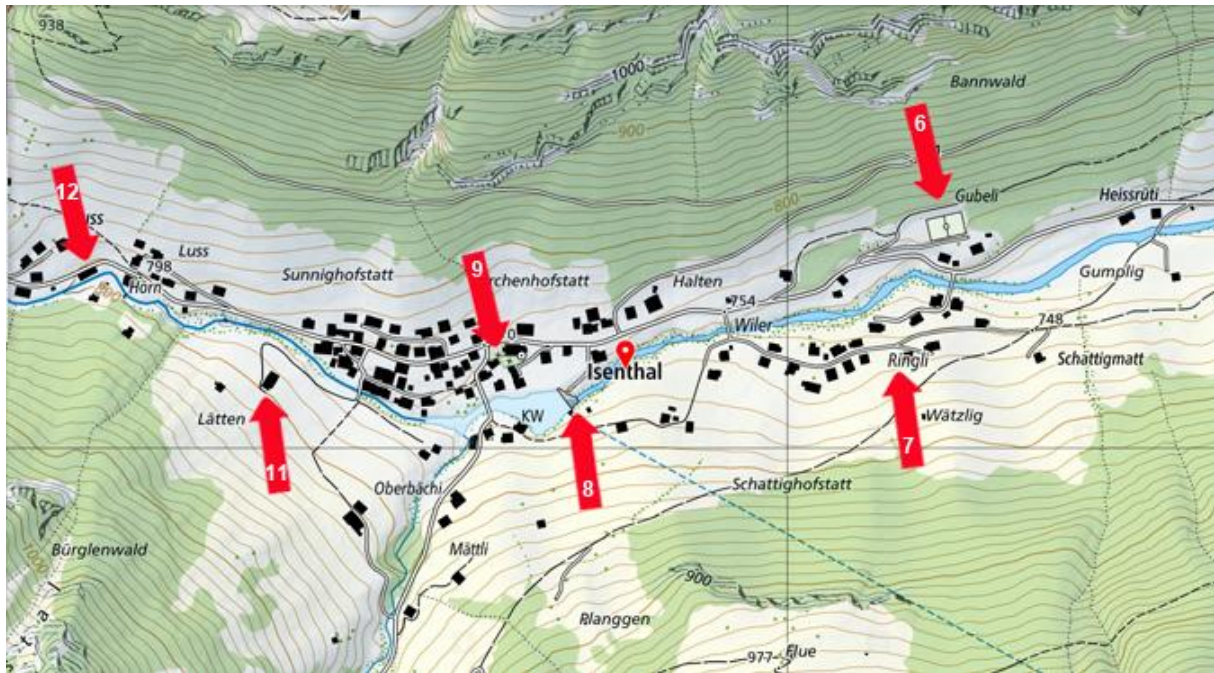 938
1000
Bannwald
900
6
12
800
Gubeli
Heissrüti
Luss
9
798
Sunnighofstatt
Halten
Gumplig
Horn
754
Wiler
748
Isenthal
Ringli
Schattigmatt
Lätten
KW
Wätzlig
11
8
7
Oberbächi
Schattighofstatt
Bürglenwald
Mättli
900
1000
Planggen
977
Flue